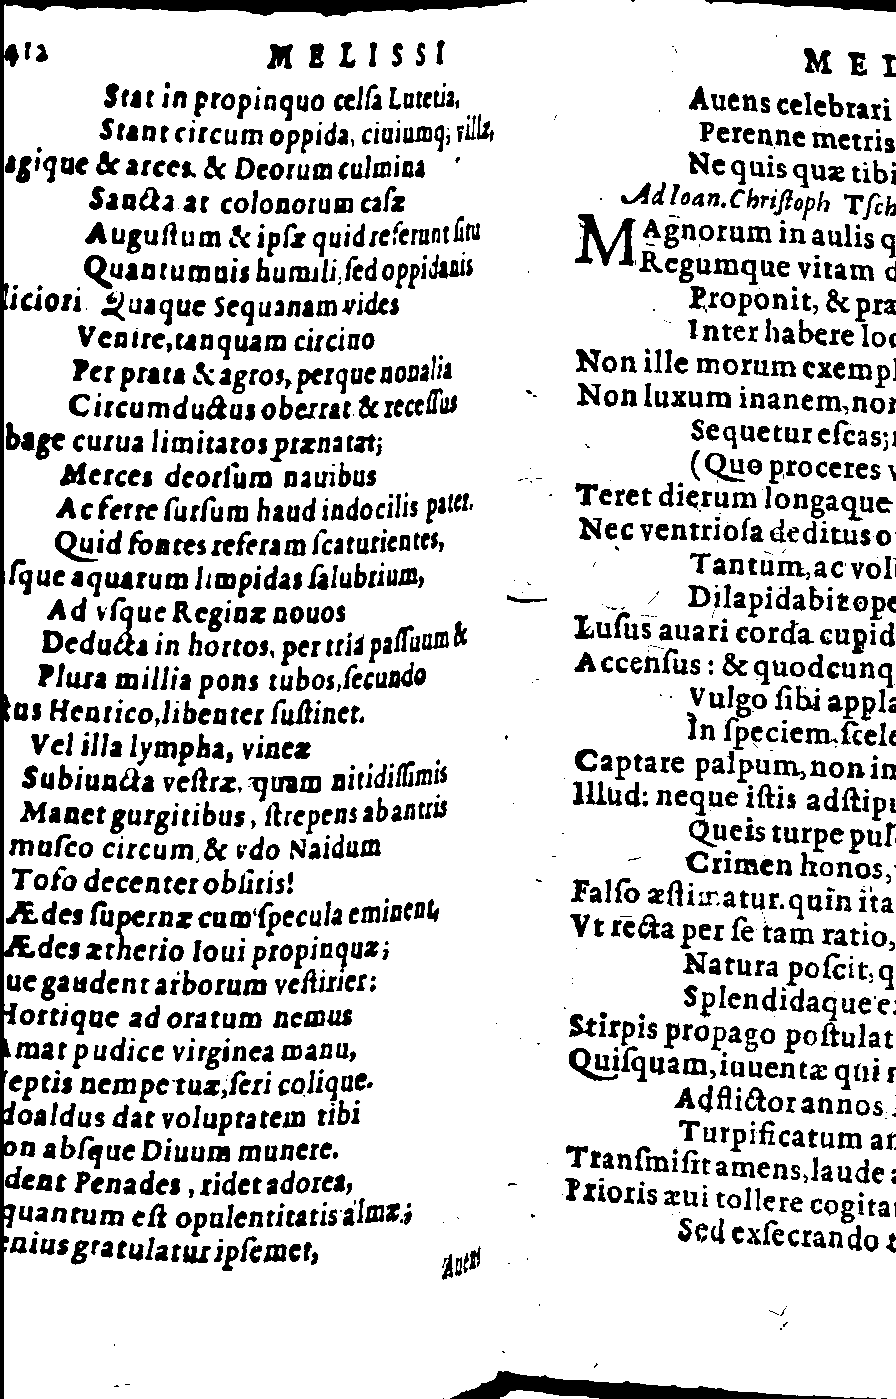 412 MELISSI
Stat in propinquo celſa Lutetia,
Stant circum oppida, ciuiumq; villæ,
agique & arces. & Deorum culmina
Sancta at colonorum caſæ
Auguſtum & ipſæ quid referunt ſitu
Quantumuis humili, ſed oppidanis
liciori. Quaque Sequanam vides
Venire, tanquam circino
Per prata & agros, perque noualia
Circumductus oberrat & receſſus
bage curua limitatos prænatat;
Merces deorſum nauibus
Ac ferre ſurſum haud indocilis patet.
Quid fontes referam ſcaturientes,
ſque aquarum limpidas ſalubrium,
Ad vſque Reginæ nouos
Deducta in hortos, per tria paſſuum &
Plura millia pons tubos, ſecundo
tus Henrico, libenter ſuſtinet.
Vel illa lympha, vineæ
Subiuncta veſtræ, quam nitidiſſimis
Manet gurgitibus, ſtrepens abantris
muſco circum, & vdo Naidum
Tofo decenter obſitis!
Ædes ſupernæ cum ſpecula eminent,
Ædes ætherio Ioui propinquæ;
ue gaudent arborum veſtirier:
Hortique ad oratum nemus
Amat pudice virginea manu,
eptis nempe tuæ, ſeri colique.
doaldus dat voluptatem tibi
on abſque Diuum munere.
dent Penades, ridet adorea,
quantum eſt opulentitatis almæ;
enius gratulatur ipſemet,
Auens
MEL
Auens celebrari
Perenne metris
Ne quis quæ tibi
Ad Ioan. Chriſtoph Tſch
MAgnorum in aulis q
Regumque vitam d
Proponit, & præ
Inter habere loc
Non ille morum exempl
Non luxum inanem, non
Sequetur eſcas;
(Quo proceres v
Teret dierum longaque
Nec ventrioſa deditus o
Tantum, ac vol
Dilapidabit ope
Luſus auari corda cupid
Accenſus: & quodcunq
Vulgo ſibi appla
In ſpeciem, ſcele
Captare palpum, non in
Illud: neque iſtis adſtipu
Queis turpe pul
Crimen honos,
Falſo æſtimatur. quin ita
Vt recta per ſe tam ratio,
Natura poſcit, q
Splendidaque e
Stirpis propago poſtulat
Quiſquam, iuuentæ qui
Adflictor annos
Turpificatum an
Tranſmiſit amens, laude a
Prioris æui tollere cogita
Sed exſecrando